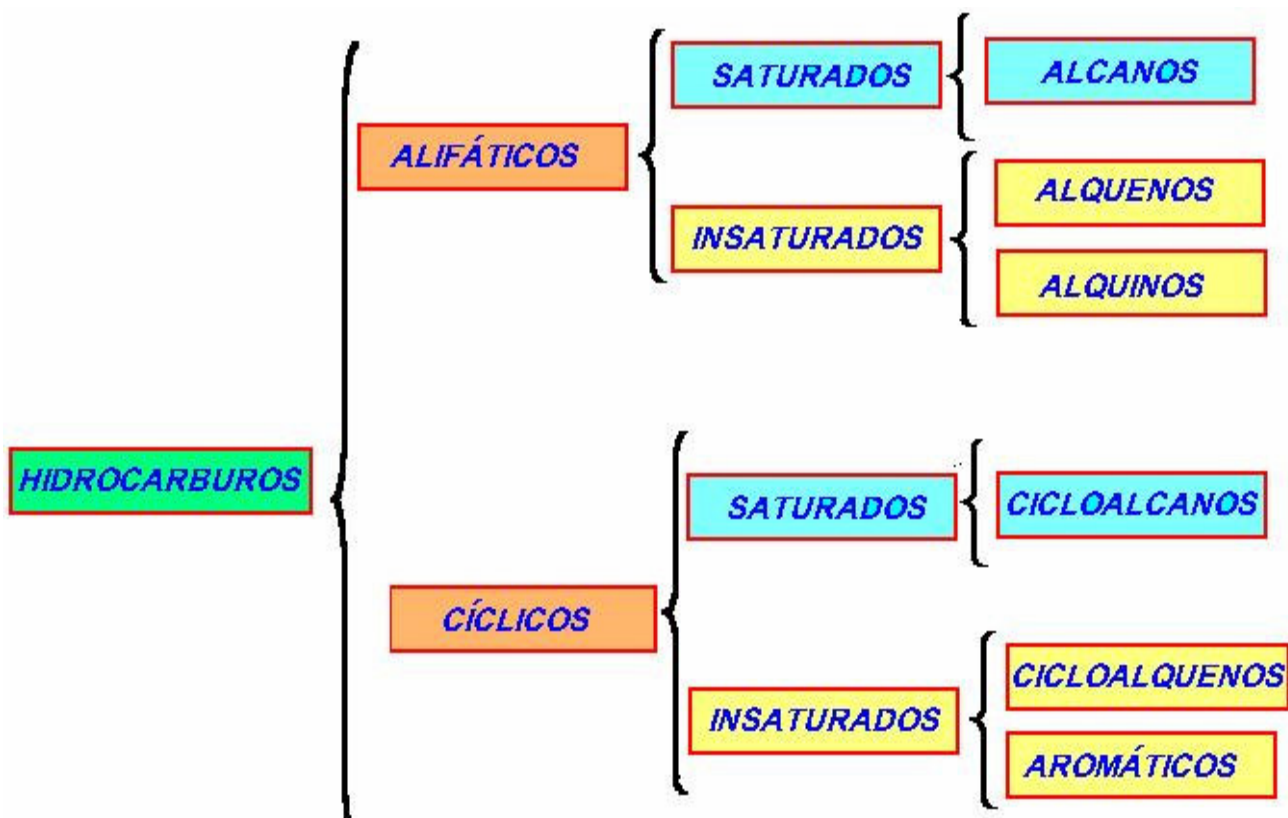 SATURADOS
ALCANOS
ALIFÁTICOS
ALQUENOS
INSATURADOS
ALQUINOS
HIDROCARBUROS
SATURADOS
CICLOALCANOS
CÍCLICOS
CICLOALQUENOS
INSATURADOS
AROMÁTICOS